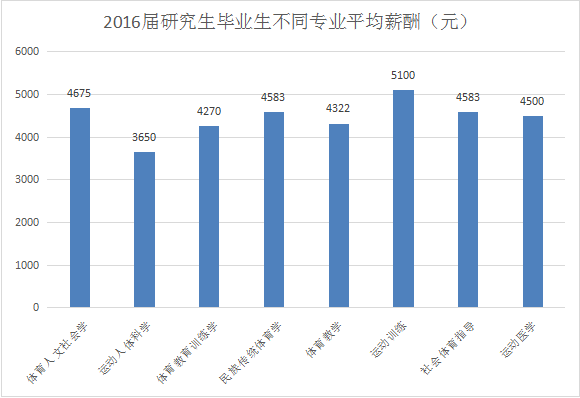 2016届研究生毕业生不同专业平均薪酬（元）
6000
5000
4000
3000
2000
1000
0
4675
3650
4270
4583
4322
5100
4583
4500
体育人文社会学
运动人体科学
体育教育训练学
民族传统体育学
体育教学
运动训练
社会体育指导
运动医学